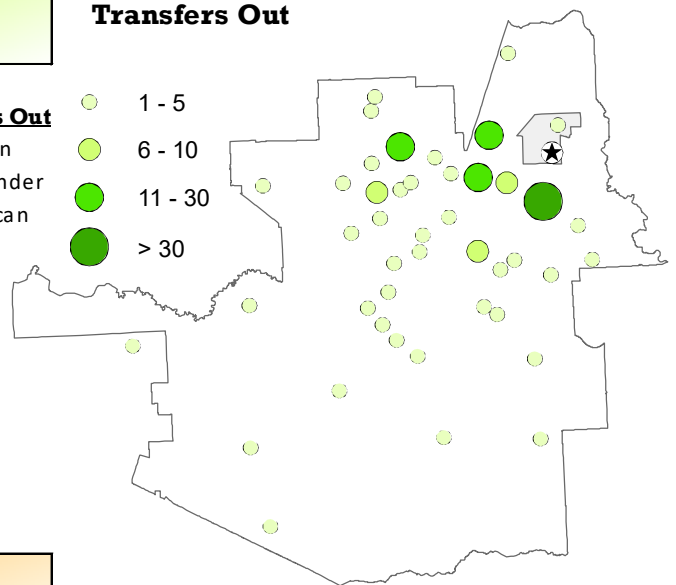 Transfers Out
s Out
n
nder
can
1 - 5
6 - 10
11 - 30
> 30